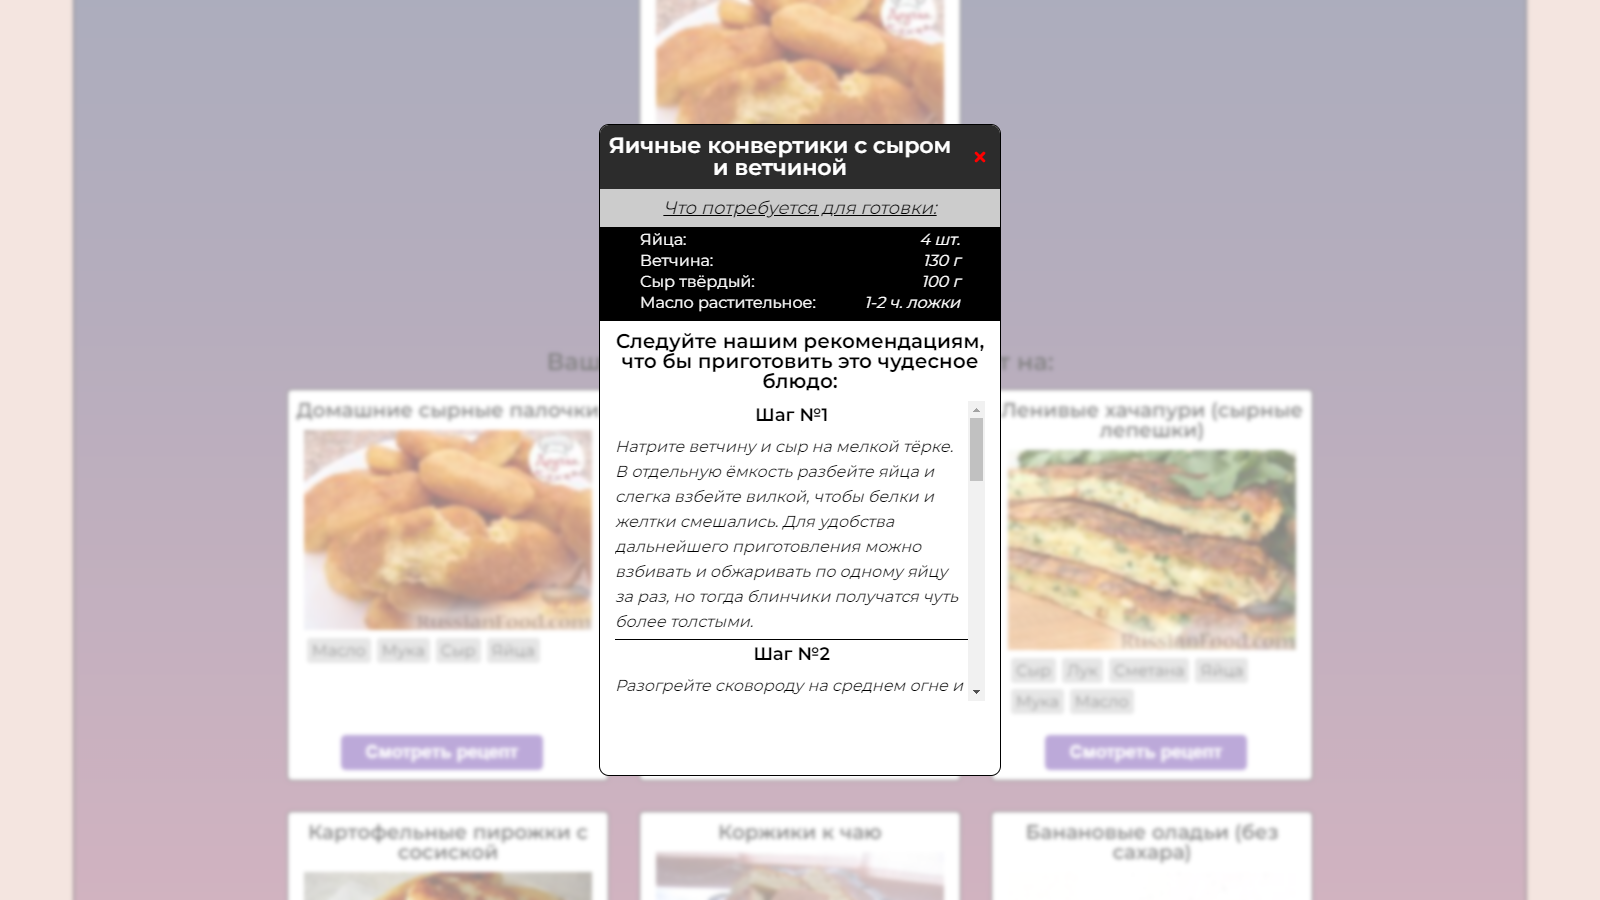 Яичные конвертики с сыром
и ветчиной
Что потребуется для готовки:
Яйца: 4 шт.
Ветчина: 130 г
Сыр твёрдый: 100 г
Масло растительное: 1-2 ч. ложки
Следуйте нашим рекомендациям,
что бы приготовить это чудесное
блюдо:
Шаг №1
Натрите ветчину и сыр на мелкой тёрке.
В отдельную ёмкость разбейте яйца и
слегка взбейте вилкой, чтобы белки и
желтки смешались. Для удобства
дальнейшего приготовления можно
взбивать и обжаривать по одному яйцу
за раз, но тогда блинчики получатся чуть
более толстыми.
Шаг №2
Разогрейте сковороду на среднем огне и
на:
Домашние сырные палочки
RussianFood.com
Масло Мука Сыр Яйца
Смотреть рецепт
Ленивые хачапури (сырные
лепешки)
RussianFood.com
Сыр Лук Сметана Яйца
Мука Масло
Смотреть рецепт
Картофельные пирожки с
сосиской
Коржики к чаю
Банановые оладьи (без
сахара)